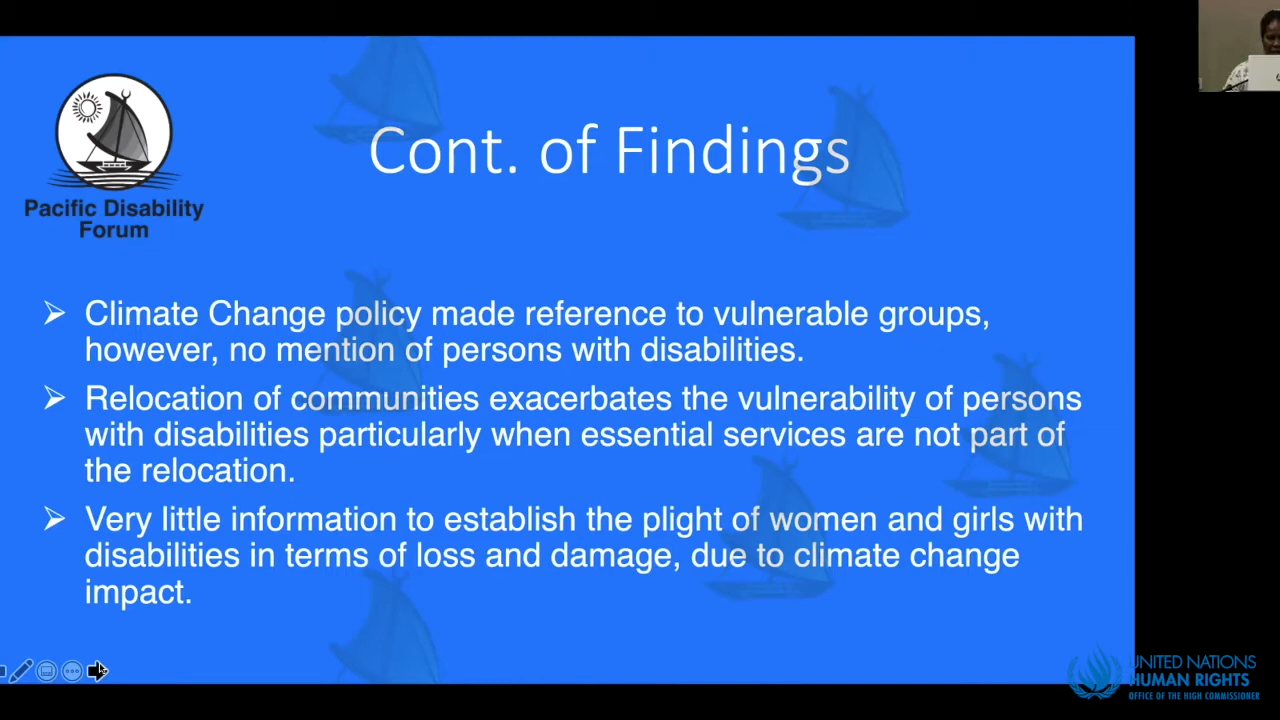 Pacific Disability
Forum
Cont. of Findings
Climate Change policy made reference to vulnerable groups,
however, no mention of persons with disabilities.
Relocation of communities exacerbates the vulnerability of persons
with disabilities particularly when essential services are not part of
the relocation.
Very little information to establish the plight of women and girls with
disabilities in terms of loss and damage, due to climate change
impact.
UNITED NATIONS
HUMAN RIGHTS
OFFICE OF THE HIGH COMMISSIONER